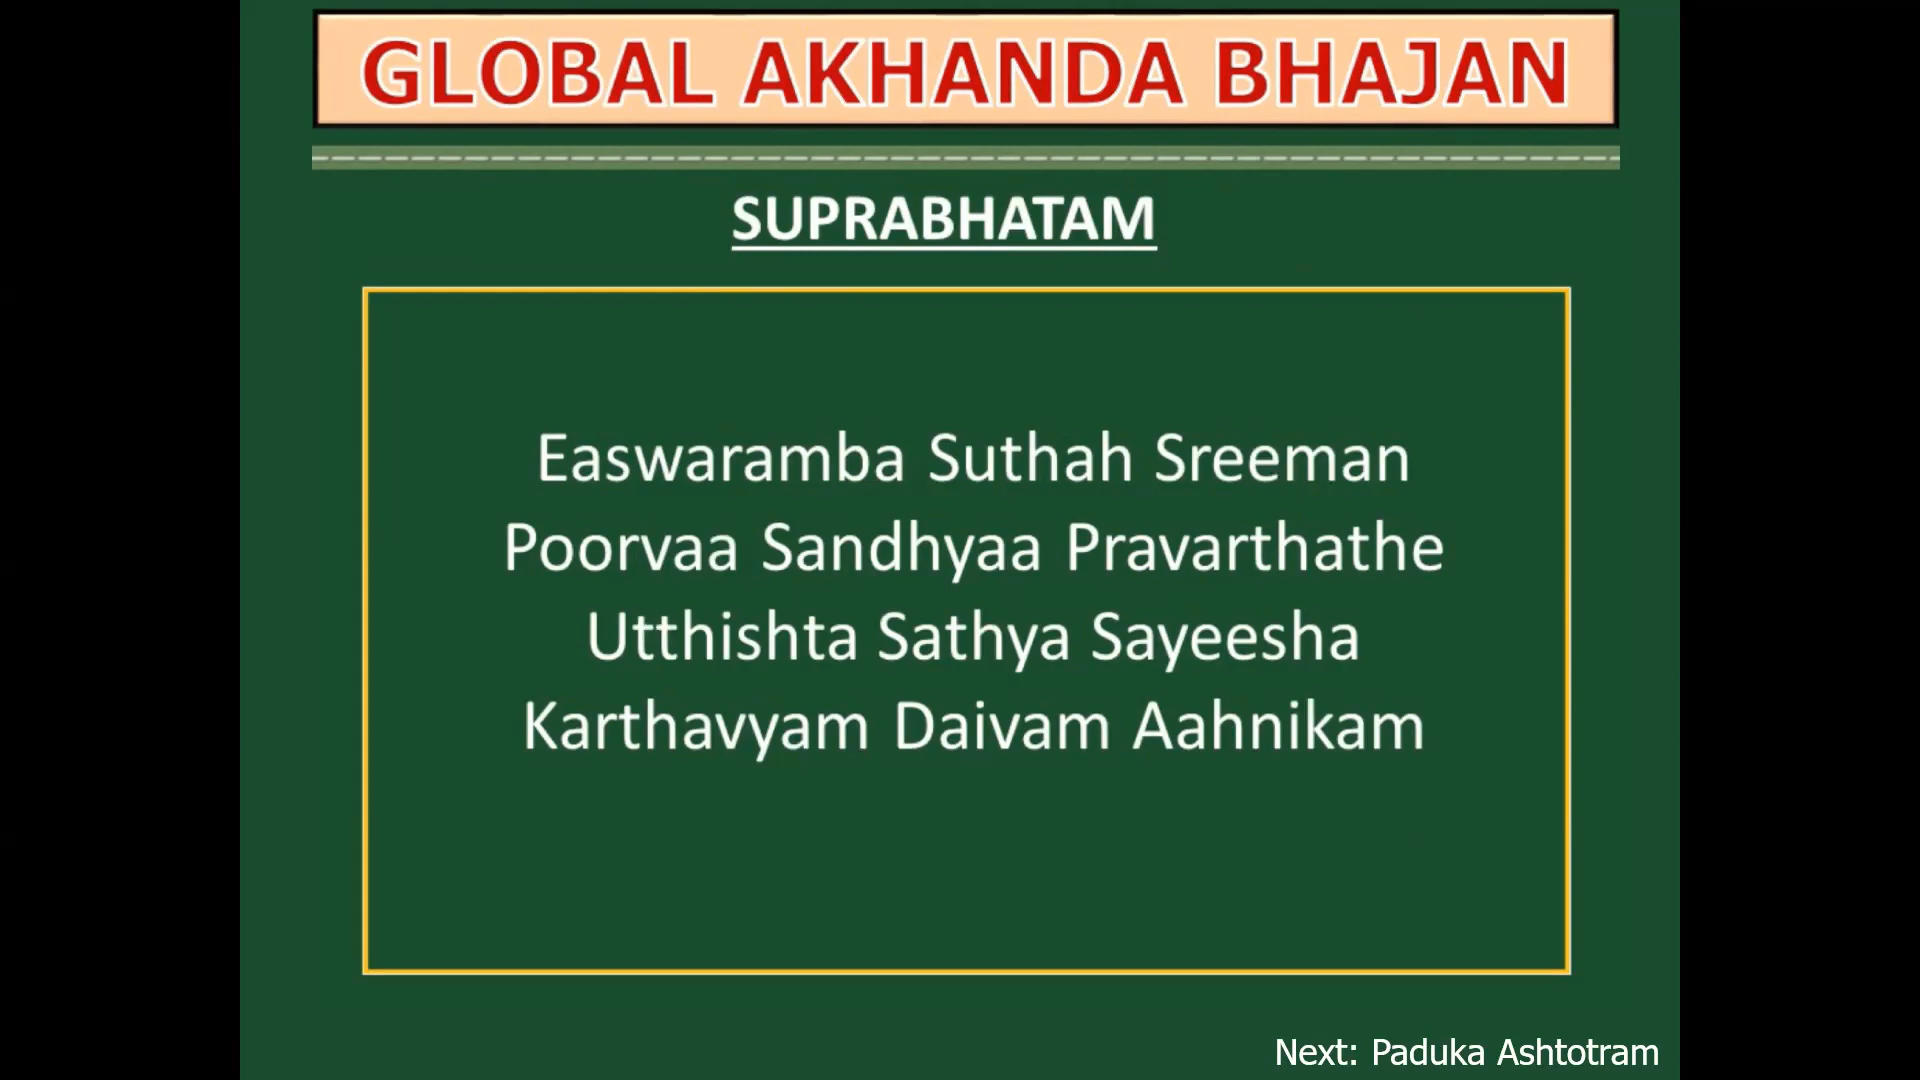 GLOBAL AKHANDA BHAJAN
SUPRABHATAM
Easwaramba Suthah Sreeman
Poorvaa Sandhyaa Pravarthathe
Utthishta Sathya Sayeesha
Karthavyam Daivam Aahnikam
Next: Paduka Ashtotram